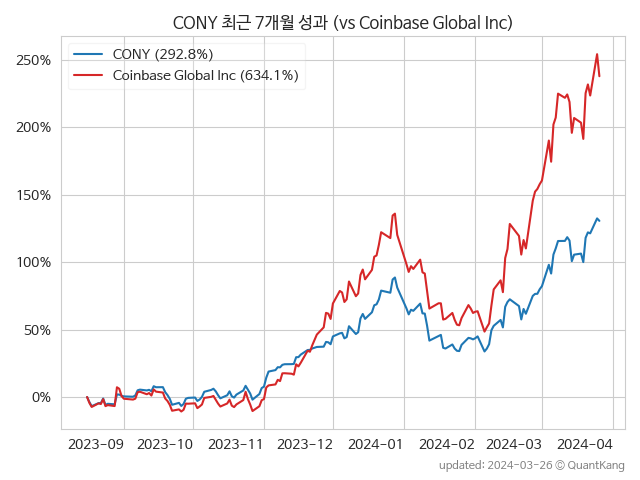 CONY 최근 7개월 성과 (vs Coinbase Global Inc)
CONY (292.8%)
Coinbase Global Inc (634.1%)
250%
200%
150%
100%
50%
0%
2023-09 2023-10 2023-11 2023-12 2024-01 2024-02 2024-03 2024-04
updated: 2024-03-26 © QuantKang